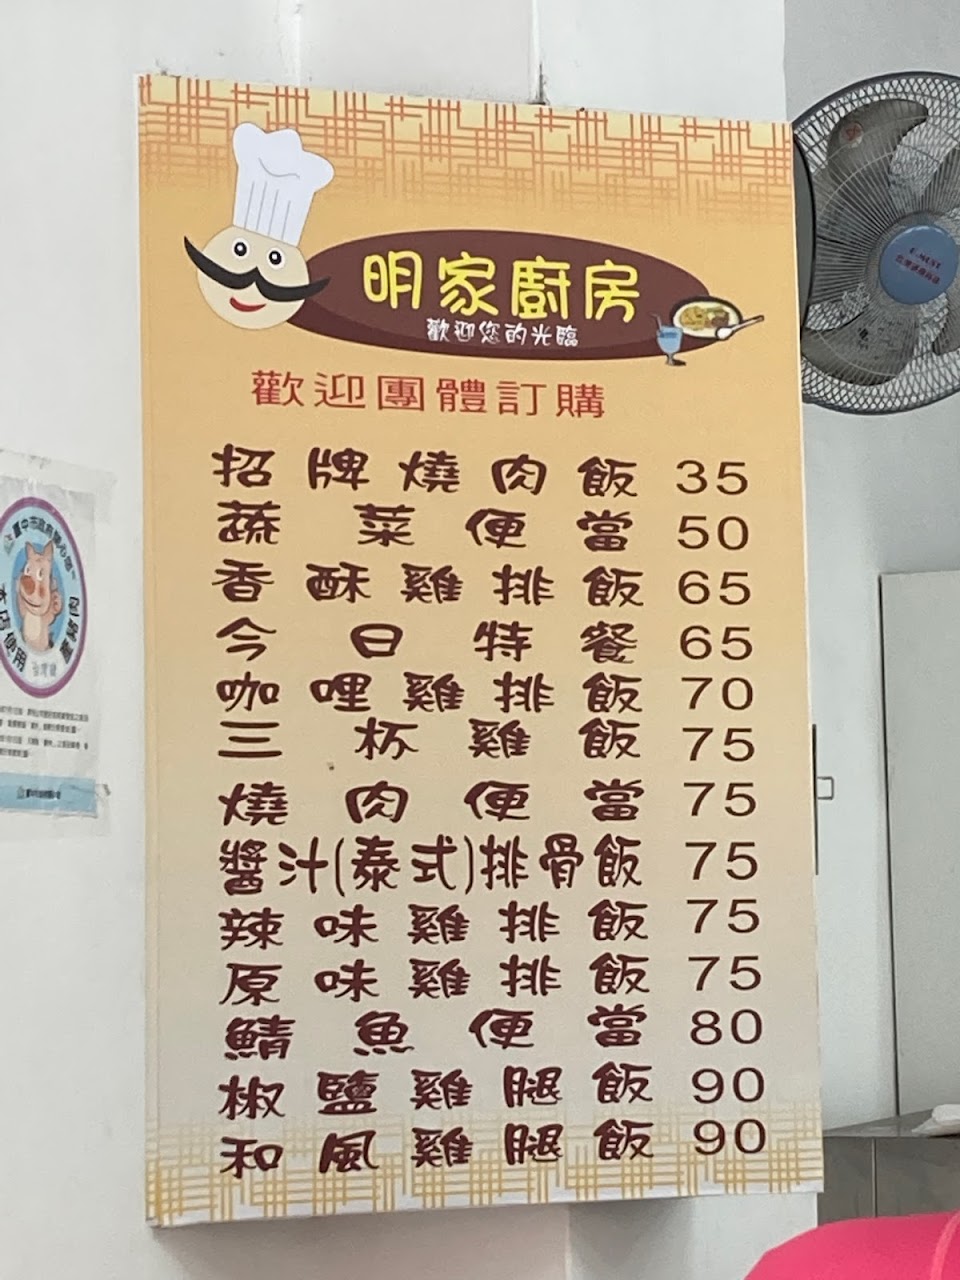 明家廚房
歡迎您的光臨
歡迎團體訂購
招牌燒肉飯 35
蔬菜便當 50
香酥雞排飯 65
今日特餐 65
咖哩雞排飯 70
三杯雞飯 75
燒肉便當 75
醬汁(泰式)排骨飯 75
辣味雞排飯 75
原味雞排飯 75
鯖魚便當 80
椒鹽雞腿飯 90
和風雞腿飯 90
本店使用